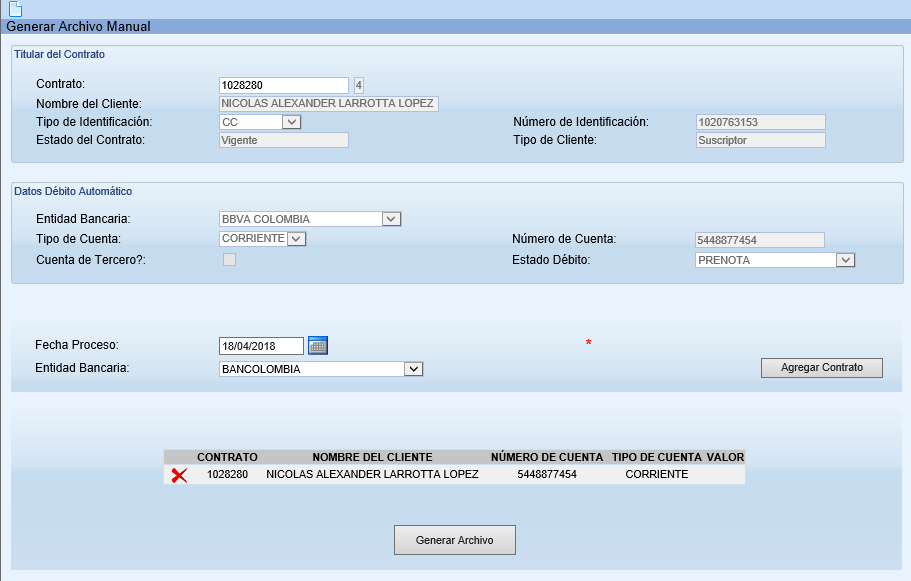 Generar Archivo Manual
Titular del Contrato
Contrato: 1028280 4
Nombre del Cliente: NICOLAS ALEXANDER LARROTTA LOPEZ
Tipo de Identificación: CC Número de Identificación: 1020763153
Estado del Contrato: Vigente Tipo de Cliente: Suscriptor
Datos Débito Automático
Entidad Bancaria: BBVA COLOMBIA
Tipo de Cuenta: CORRIENTE Número de Cuenta: 5448877454
Cuenta de Tercero?: Estado Débito: PRENOTA
Fecha Proceso: 18/04/2018 *
Entidad Bancaria: BANCOLOMBIA Agregar Contrato
CONTRATO NOMBRE DEL CLIENTE NÚMERO DE CUENTA TIPO DE CUENTA VALOR
1028280 NICOLAS ALEXANDER LARROTTA LOPEZ 5448877454 CORRIENTE
Generar Archivo